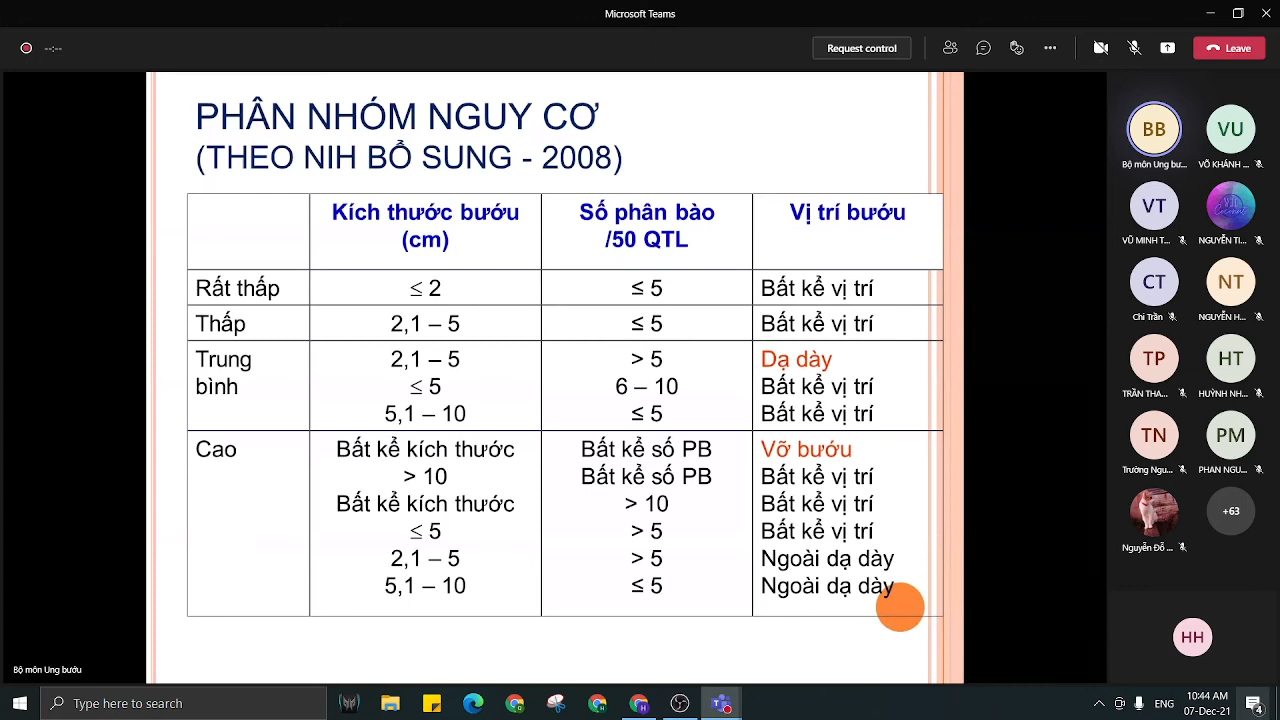 Microsoft Teams
--:--
Request control
Leave
PHÂN NHÓM NGUY CƠ
(THEO NIH BỔ SUNG - 2008)
Kích thước bướu (cm) Số phân bào /50 QTL Vị trí bướu
Rất thấp ≤ 2 ≤ 5 Bất kể vị trí
Thấp 2,1 – 5 ≤ 5 Bất kể vị trí
Trung bình 2,1 – 5 > 5 Dạ dày
≤ 5 6 – 10 Bất kể vị trí
5,1 – 10 ≤ 5 Bất kể vị trí
Cao Bất kể kích thước Bất kể số PB Vỡ bướu
> 10 Bất kể số PB Bất kể vị trí
Bất kể kích thước > 10 Bất kể vị trí
≤ 5 > 5 Bất kể vị trí
2,1 – 5 > 5 Ngoài dạ dày
5,1 – 10 ≤ 5 Ngoài dạ dày
Bộ môn Ung bướu
BB VU
Bộ môn Ung bư... VÕ KHÁNH ...
VT
VŨ MINH T... NGUYỄN TI...
CT NT
Chi Trần NGUYỄN H...
TP HT
TRẦN THA... HUỲNH NH...
TN PM
Trường Ngu... PHAN NGU...
+63
Nguyễn Đỗ ...
HH
Type here to search
ENG
10:44 AM
07-Dec-21
4